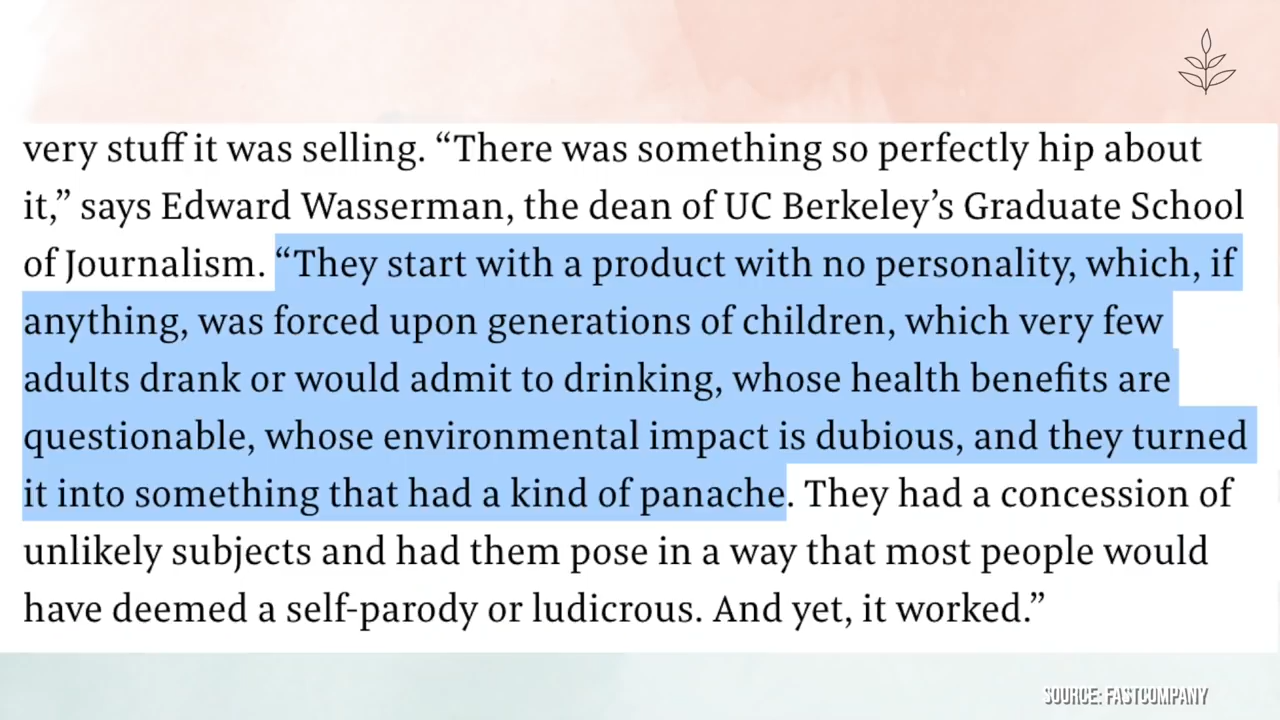 very stuff it was selling. “There was something so perfectly hip about
it,” says Edward Wasserman, the dean of UC Berkeley’s Graduate School
of Journalism. “They start with a product with no personality, which, if
anything, was forced upon generations of children, which very few
adults drank or would admit to drinking, whose health benefits are
questionable, whose environmental impact is dubious, and they turned
it into something that had a kind of panache. They had a concession of
unlikely subjects and had them pose in a way that most people would
have deemed a self-parody or ludicrous. And yet, it worked.”
SOURCE: FASTCOMPANY